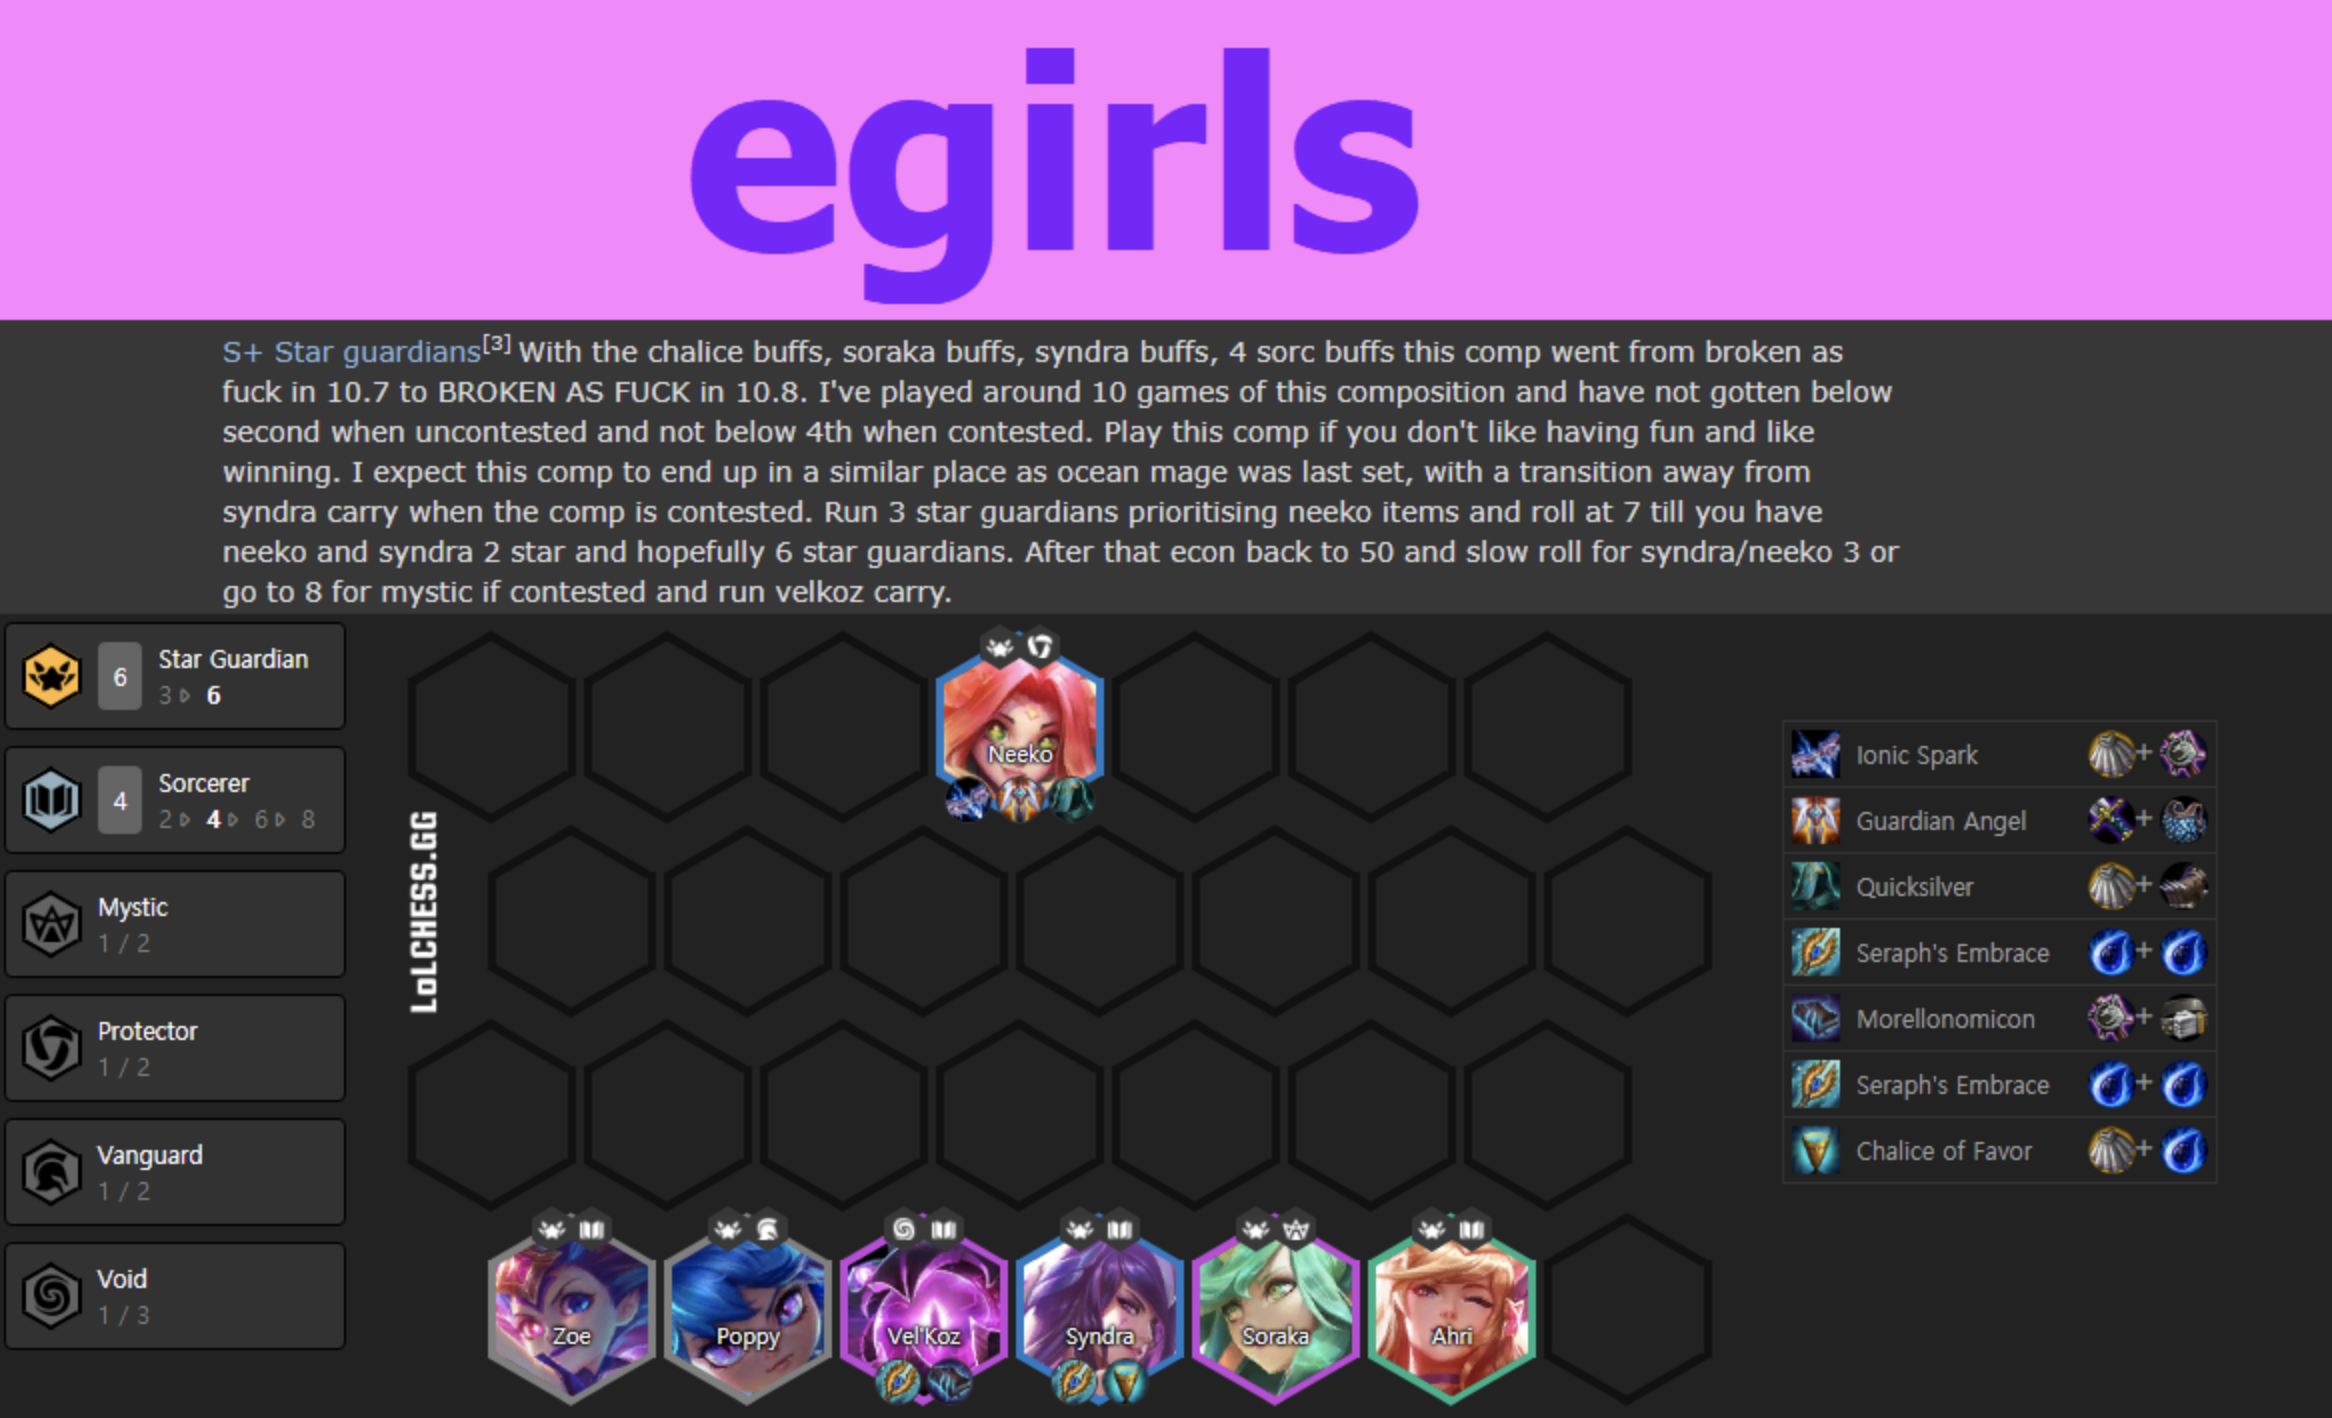 egirls
S+ Star guardians[3] With the chalice buffs, soraka buffs, syndra buffs, 4 sorc buffs this comp went from broken as
fuck in 10.7 to BROKEN AS FUCK in 10.8. I've played around 10 games of this composition and have not gotten below
second when uncontested and not below 4th when contested. Play this comp if you don't like having fun and like
winning. I expect this comp to end up in a similar place as ocean mage was last set, with a transition away from
syndra carry when the comp is contested. Run 3 star guardians prioritising neeko items and roll at 7 till you have
neeko and syndra 2 star and hopefully 6 star guardians. After that econ back to 50 and slow roll for syndra/neeko 3 or
go to 8 for mystic if contested and run velkoz carry.
6
Star Guardian
3 6
4
Sorcerer
2 4 6 8
Mystic
1 / 2
Protector
1 / 2
Vanguard
1 / 2
Void
1 / 3
LoLCHESS.GG
Neeko
Zoe
Poppy
Vel'Koz
Syndra
Soraka
Ahri
Ionic Spark +
Guardian Angel +
Quicksilver +
Seraph's Embrace +
Morellonomicon +
Seraph's Embrace +
Chalice of Favor +